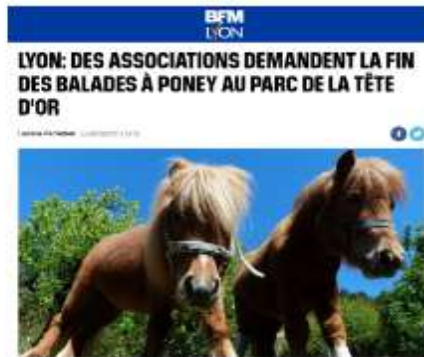 BFM
LYON
LYON: DES ASSOCIATIONS DEMANDENT LA FIN
DES BALADES À PONEY AU PARC DE LA TÊTE
D'OR